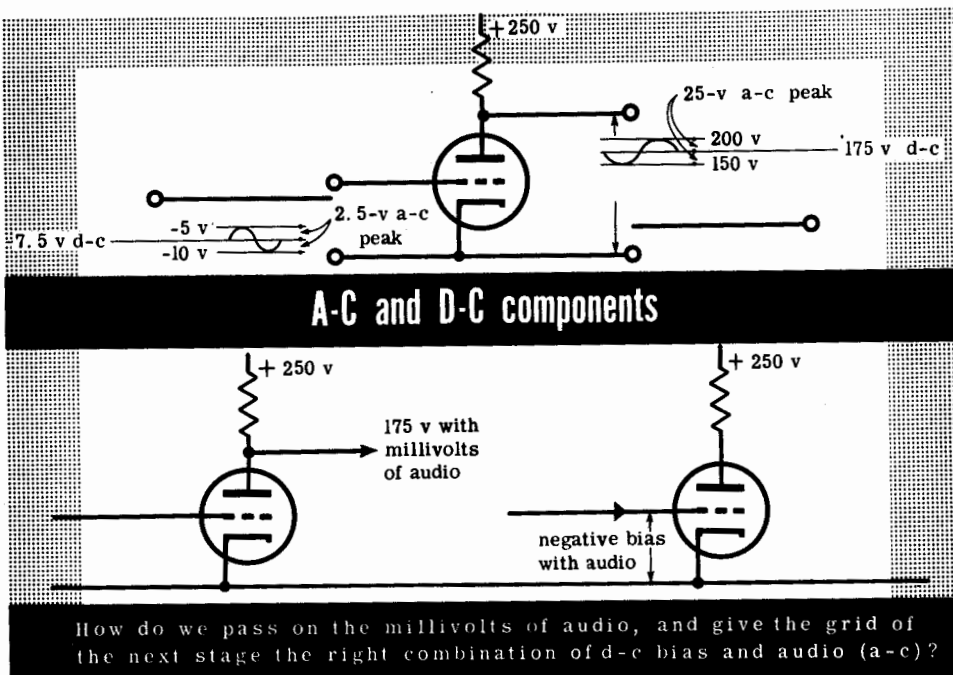 + 250 v
25-v a-c peak
200 v
175 v d-c
150 v
-5 v
2.5-v a-c
peak
-7.5 v d-c
-10 v
A-C and D-C components
+ 250 v
175 v with
millivolts
of audio
+ 250 v
negative bias
with audio
How do we pass on the millivolts of audio, and give the grid of
the next stage the right combination of d-c bias and audio (a-c)?